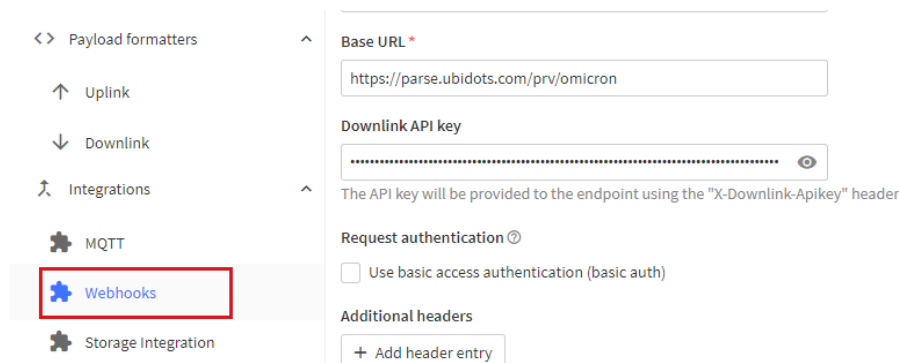 Payload formatters
Uplink
Downlink
Integrations
MQTT
Webhooks
Storage Integration
Base URL *
https://parse.ubidots.com/prv/omicron
Downlink API key
The API key will be provided to the endpoint using the "X-Downlink-Apikey" header
Request authentication
Use basic access authentication (basic auth)
Additional headers
+ Add header entry